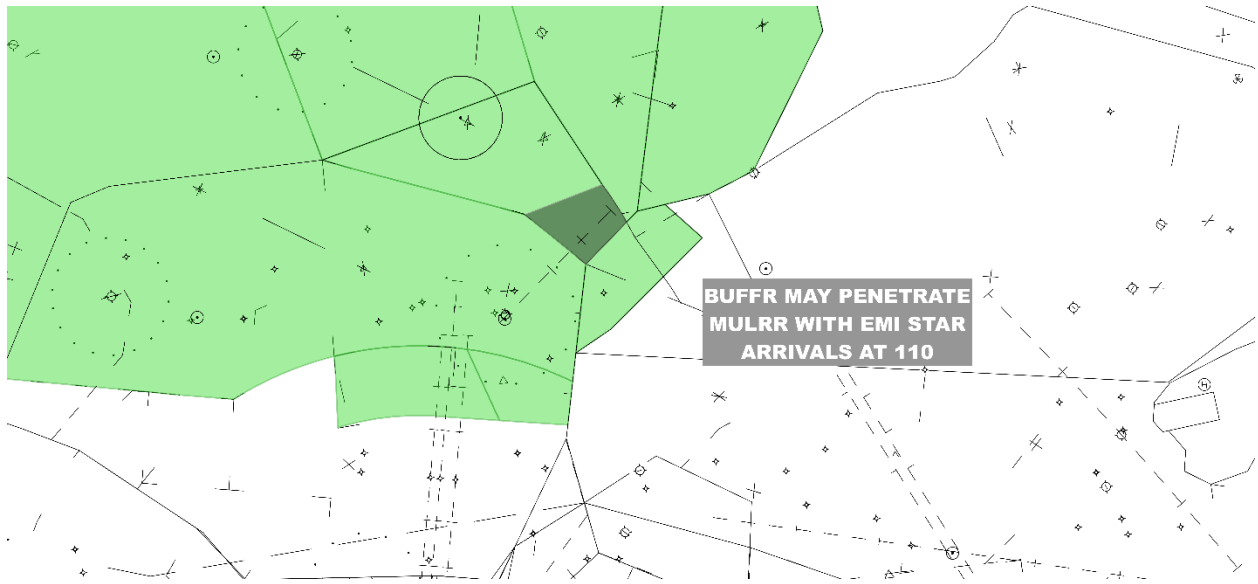 BUFFR MAY PENETRATE
MULRR WITH EMI STAR
ARRIVALS AT 110